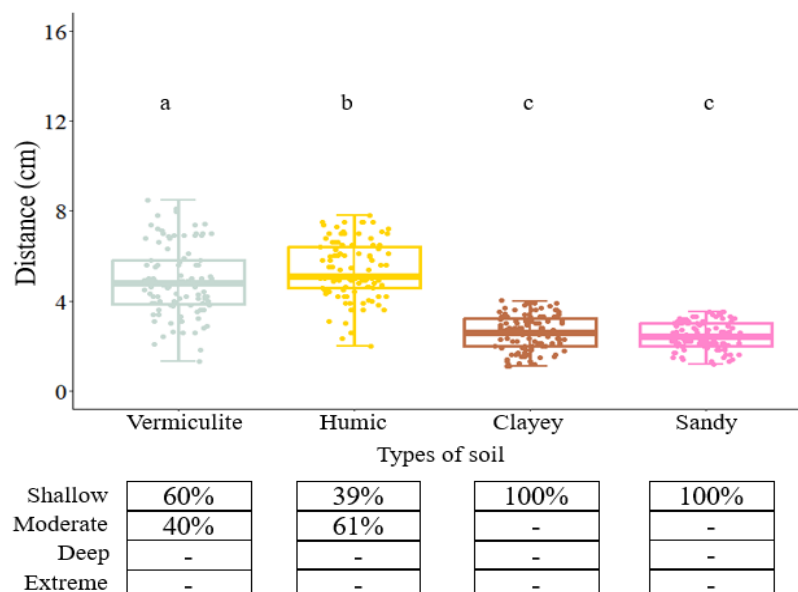 16
a b c c
12
8
4
0
Distance (cm)
Vermiculite Humic Clayey Sandy
Types of soil
Shallow 60% 39% 100% 100%
Moderate 40% 61% - -
Deep - - - -
Extreme - - - -